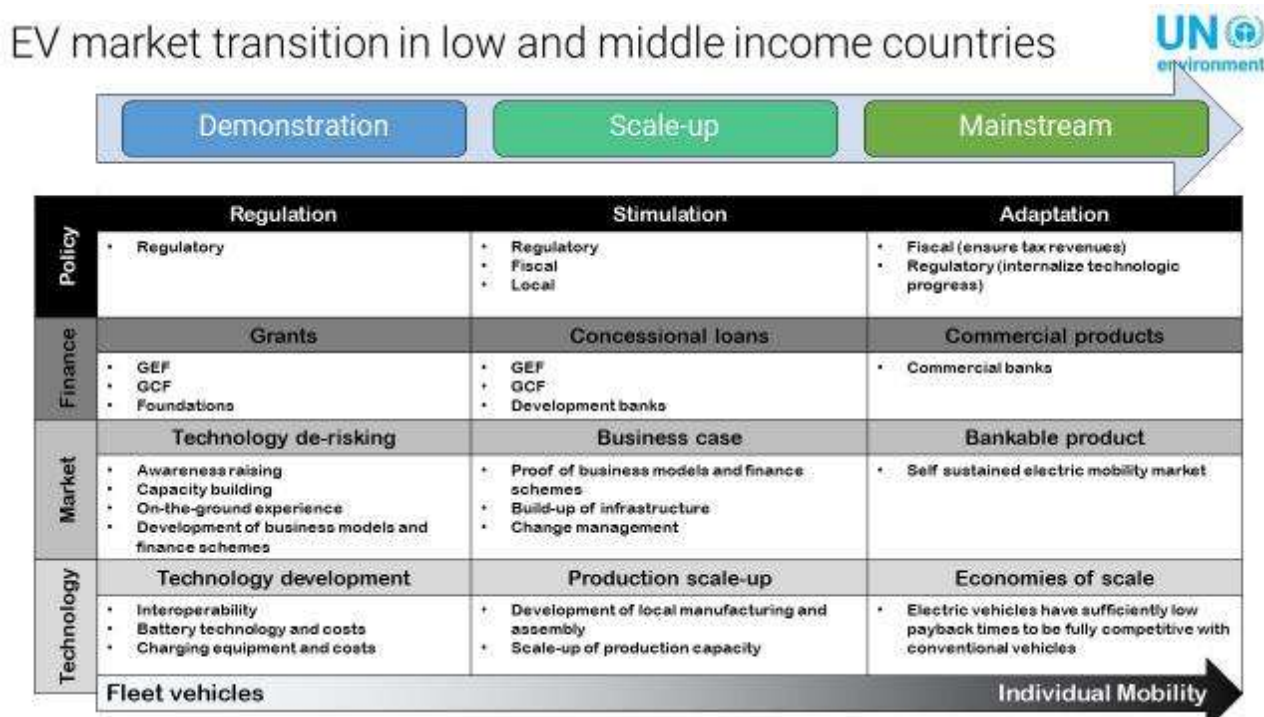 EV market transition in low and middle income countries
UN
environment
Demonstration
Scale-up
Mainstream
Policy
Regulation
Stimulation
Adaptation
• Regulatory
• Regulatory
• Fiscal
• Local
• Fiscal (ensure tax revenues)
• Regulatory (internalize technologic
progress)
Finance
Grants
Concessional loans
Commercial products
• GEF
• GCF
• Foundations
• GEF
• GCF
• Development banks
• Commercial banks
Market
Technology de-risking
Business case
Bankable product
• Awareness raising
• Capacity building
• On-the-ground experience
• Development of business models and
finance schemes
• Proof of business models and finance
schemes
• Build-up of infrastructure
• Change management
• Self sustained electric mobility market
Technology
Technology development
Production scale-up
Economies of scale
• Interoperability
• Battery technology and costs
• Charging equipment and costs
• Development of local manufacturing and
assembly
• Scale-up of production capacity
• Electric vehicles have sufficiently low
payback times to be fully competitive with
conventional vehicles
Fleet vehicles
Individual Mobility